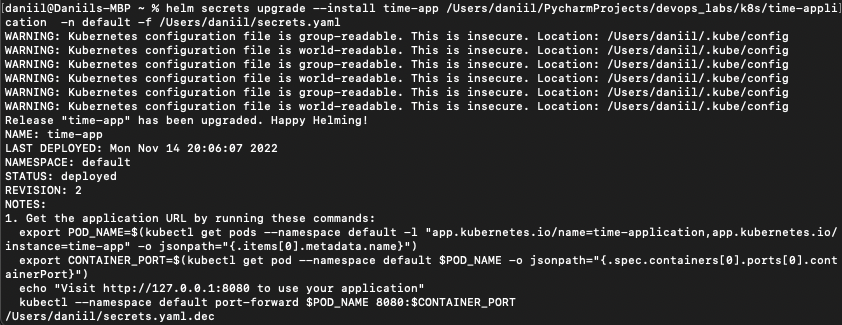 daniil@Daniils-MBP ~ % helm secrets upgrade --install time-app /Users/daniil/PycharmProjects/devops_labs/k8s/time-appli
cation  -n default -f /Users/daniil/secrets.yaml
WARNING: Kubernetes configuration file is group-readable. This is insecure. Location: /Users/daniil/.kube/config
WARNING: Kubernetes configuration file is world-readable. This is insecure. Location: /Users/daniil/.kube/config
WARNING: Kubernetes configuration file is group-readable. This is insecure. Location: /Users/daniil/.kube/config
WARNING: Kubernetes configuration file is world-readable. This is insecure. Location: /Users/daniil/.kube/config
WARNING: Kubernetes configuration file is group-readable. This is insecure. Location: /Users/daniil/.kube/config
WARNING: Kubernetes configuration file is world-readable. This is insecure. Location: /Users/daniil/.kube/config
Release "time-app" has been upgraded. Happy Helming!
NAME: time-app
LAST DEPLOYED: Mon Nov 14 20:06:07 2022
NAMESPACE: default
STATUS: deployed
REVISION: 2
NOTES:
1. Get the application URL by running these commands:
  export POD_NAME=$(kubectl get pods --namespace default -l "app.kubernetes.io/name=time-application,app.kubernetes.io/
instance=time-app" -o jsonpath="{.items[0].metadata.name}")
  export CONTAINER_PORT=$(kubectl get pod --namespace default $POD_NAME -o jsonpath="{.spec.containers[0].ports[0].cont
ainerPort}")
  echo "Visit http://127.0.0.1:8080 to use your application"
  kubectl --namespace default port-forward $POD_NAME 8080:$CONTAINER_PORT
/Users/daniil/secrets.yaml.dec